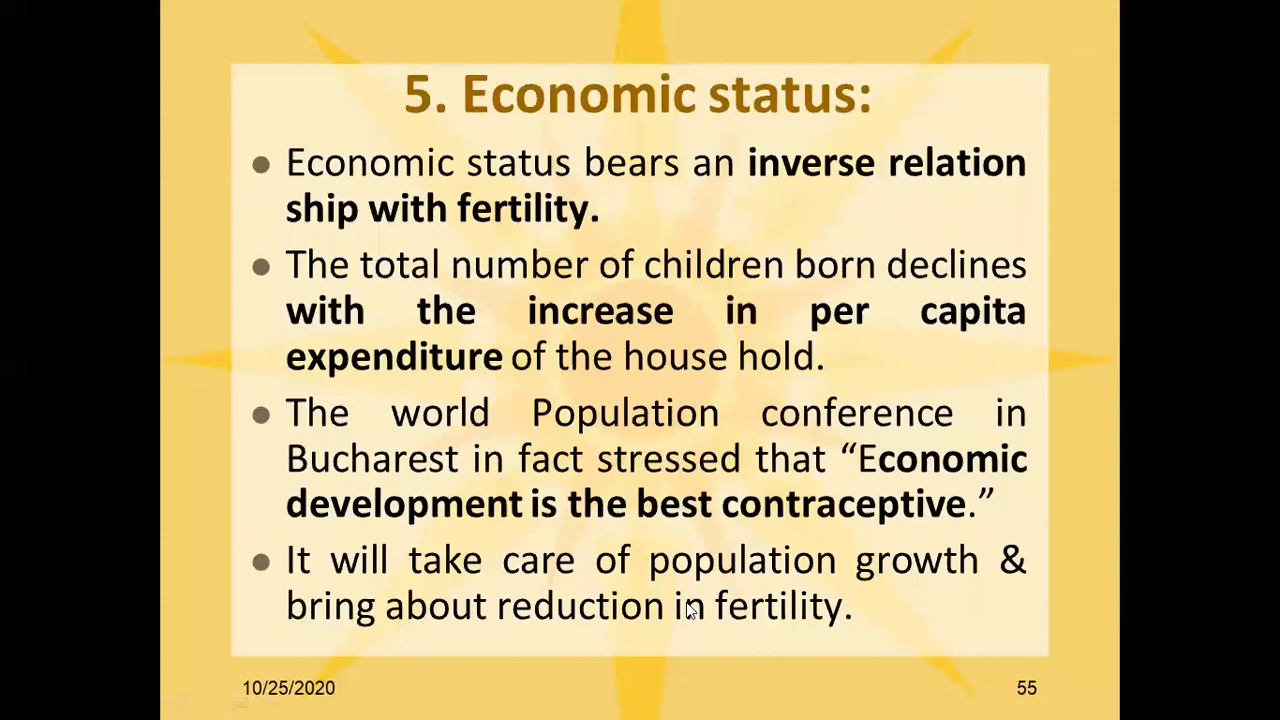 5. Economic status:
● Economic status bears an inverse relation
ship with fertility.
● The total number of children born declines
with the increase in per capita
expenditure of the house hold.
● The world Population conference in
Bucharest in fact stressed that “Economic
development is the best contraceptive.”
● It will take care of population growth &
bring about reduction in fertility.
10/25/2020
55